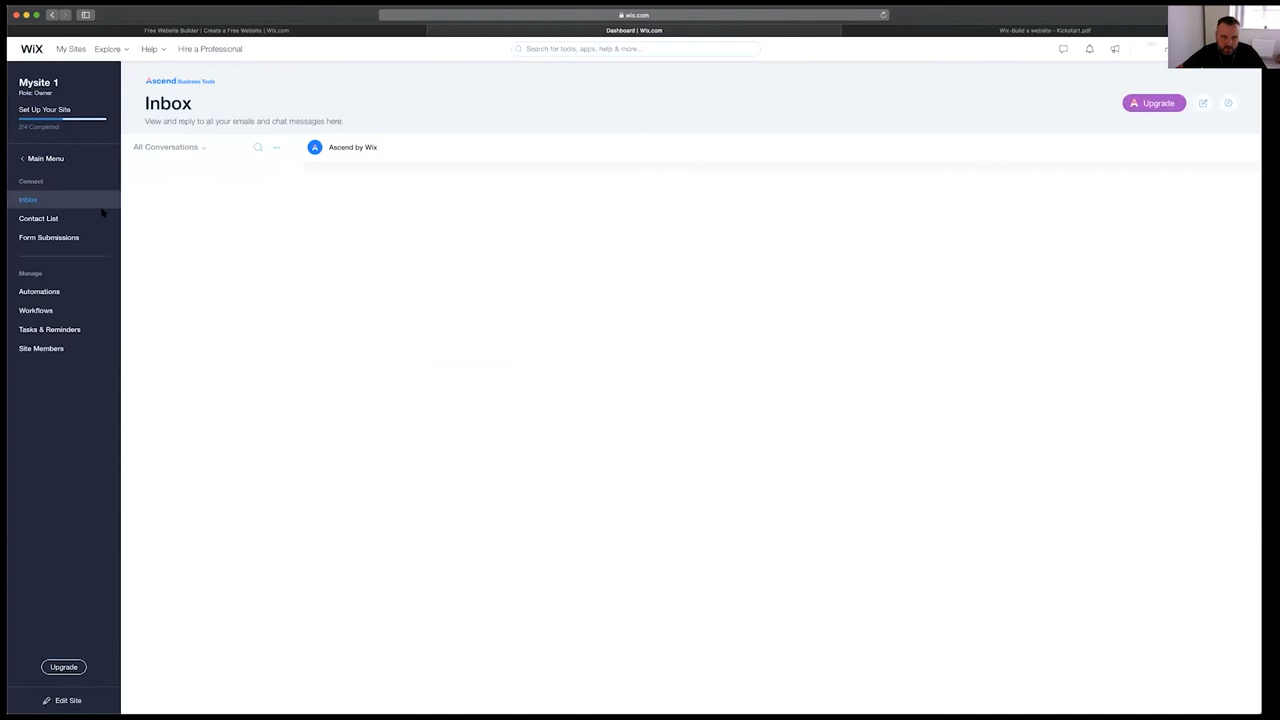 wix.com
Free Website Builder | Create a Free Website | Wix.com
Dashboard | Wix.com
Wix-Build a website - Kickstart.pdf
WiX
My Sites
Explore
Help
Hire a Professional
Search for tools, apps, help & more...
Mysite 1
Role: Owner
Set Up Your Site
2/4 Completed
Main Menu
Connect
Inbox
Contact List
Form Submissions
Manage
Automations
Workflows
Tasks & Reminders
Site Members
Upgrade
Edit Site
Ascend Business Tools
Inbox
View and reply to all your emails and chat messages here.
Upgrade
All Conversations
...
A
Ascend by Wix